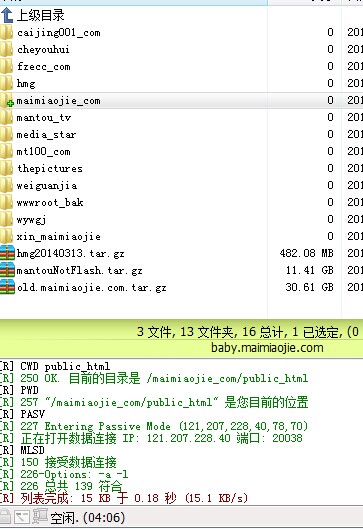 上级目录
caijing001_com 0 201
cheyouhui 0 201
fzecc_com 0 201
hmg 0 201
maimiaojie_com 0 201
mantou_tv 0 201
media_star 0 201
mt100_com 0 201
thepictures 0 201
weiguanjia 0 201
wwwroot_bak 0 201
wywgj 0 201
xin_maimiaojie 0 201
hmg20140313.tar.gz 482.08 MB 201
mantouNotFlash.tar.gz 11.41 GB 201
old.maimiaojie.com.tar.gz 30.61 GB 201
3 文件, 13 文件夹, 16 总计, 1 已选定, (0
baby.maimiaojie.com
[R] CWD public_html
[R] 250 OK. 目前的目录是 /maimiaojie_com/public_html
[R] PWD
[R] 257 "/maimiaojie_com/public_html" 是您目前的位置
[R] PASV
[R] 227 Entering Passive Mode (121,207,228,40,78,70)
[R] 正在打开数据连接 IP: 121.207.228.40 端口: 20038
[R] MLSD
[R] 150 接受数据连接
[R] 226-Options: -a -l
[R] 226 总共 139 符合
[R] 列表完成: 15 KB 于 0.18 秒 (15.1 KB/s)
空闲. (04:06)